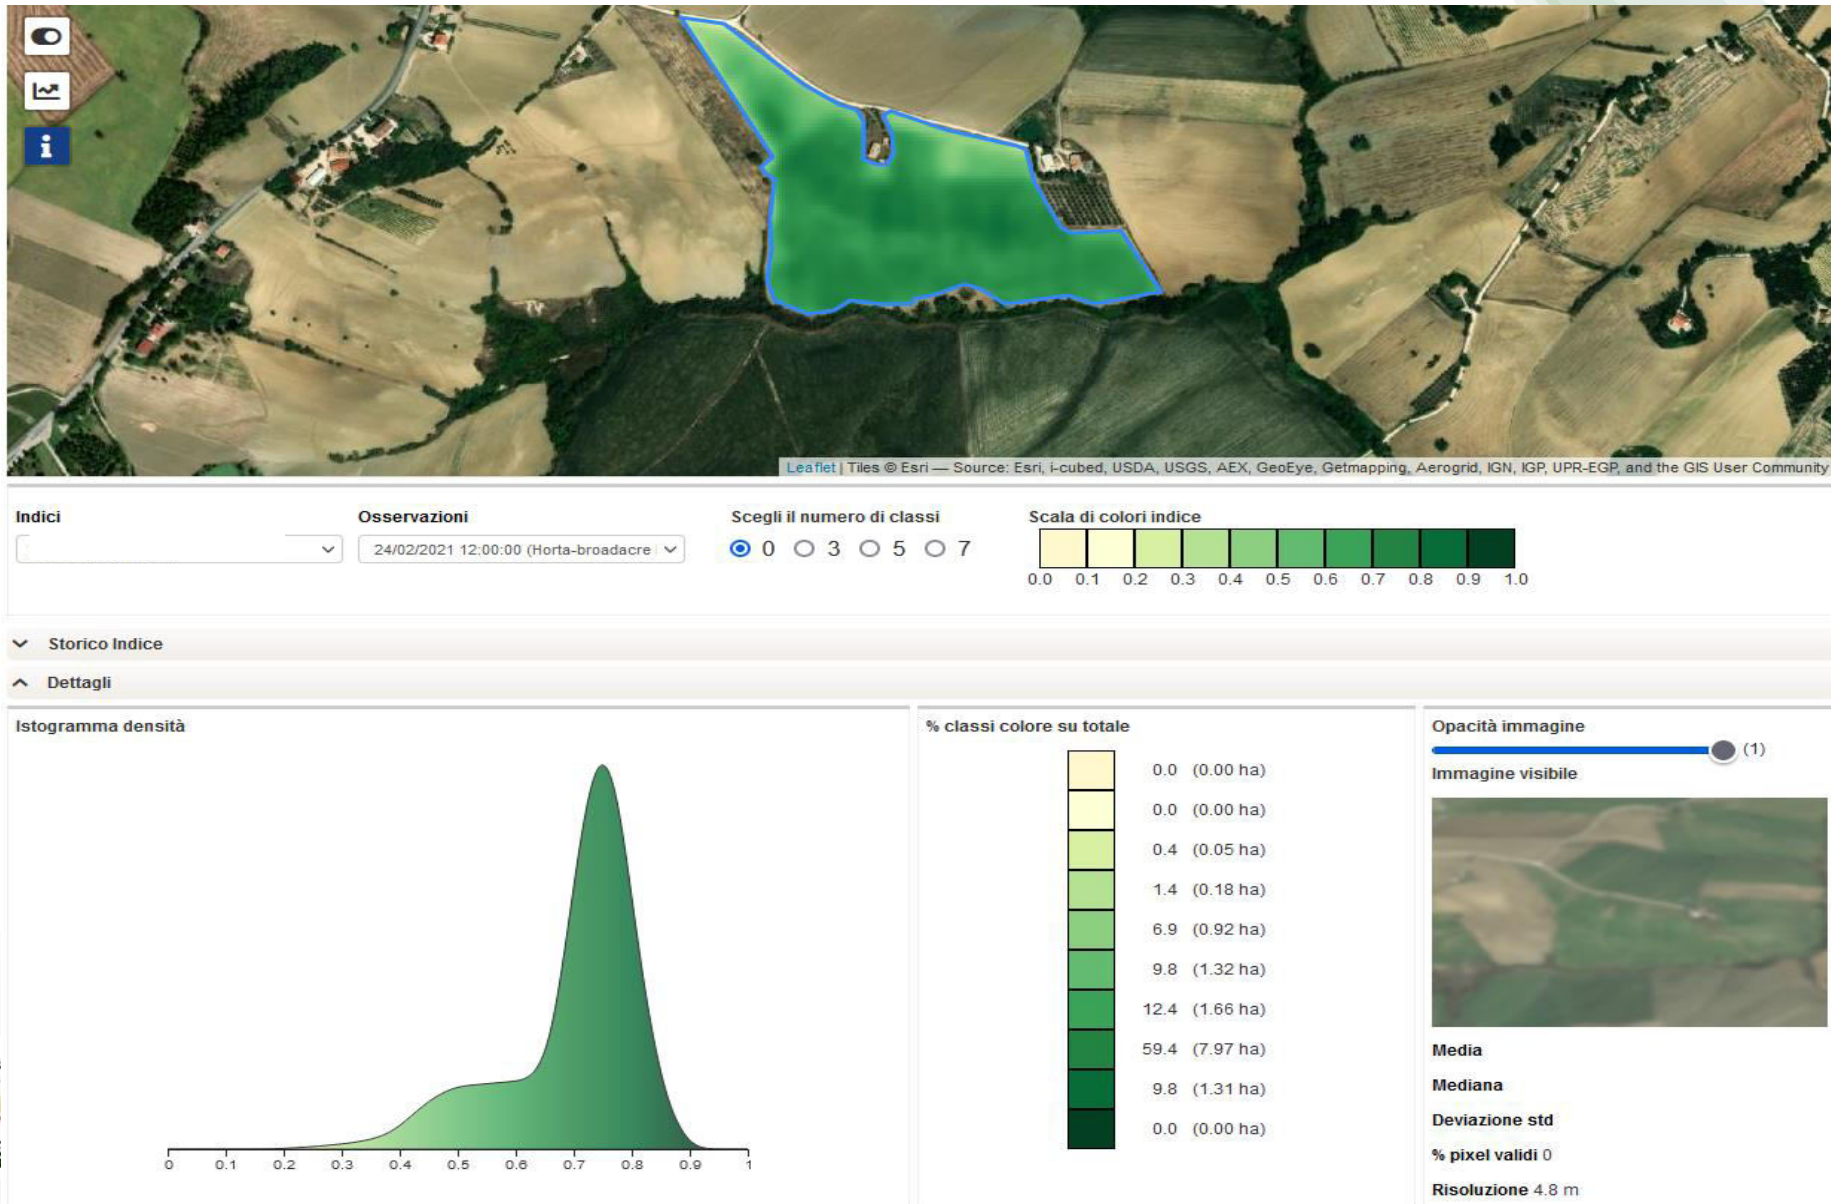 Leaflet | Tiles © Esri — Source: Esri, i-cubed, USDA, USGS, AEX, GeoEye, Getmapping, Aerogrid, IGN, IGP, UPR-EGP, and the GIS User Community
Indici
Osservazioni
Scegli il numero di classi
Scala di colori indice
24/02/2021 12:00:00 (Horta-broadacre
0 3 5 7
0.0 0.1 0.2 0.3 0.4 0.5 0.6 0.7 0.8 0.9 1.0
Storico Indice
Dettagli
Istogramma densità
0 0.1 0.2 0.3 0.4 0.5 0.6 0.7 0.8 0.9 1
% classi colore su totale
0.0 (0.00 ha)
0.0 (0.00 ha)
0.4 (0.05 ha)
1.4 (0.18 ha)
6.9 (0.92 ha)
9.8 (1.32 ha)
12.4 (1.66 ha)
59.4 (7.97 ha)
9.8 (1.31 ha)
0.0 (0.00 ha)
Opacità immagine
(1)
Immagine visibile
Media
Mediana
Deviazione std
% pixel validi 0
Risoluzione 4.8 m